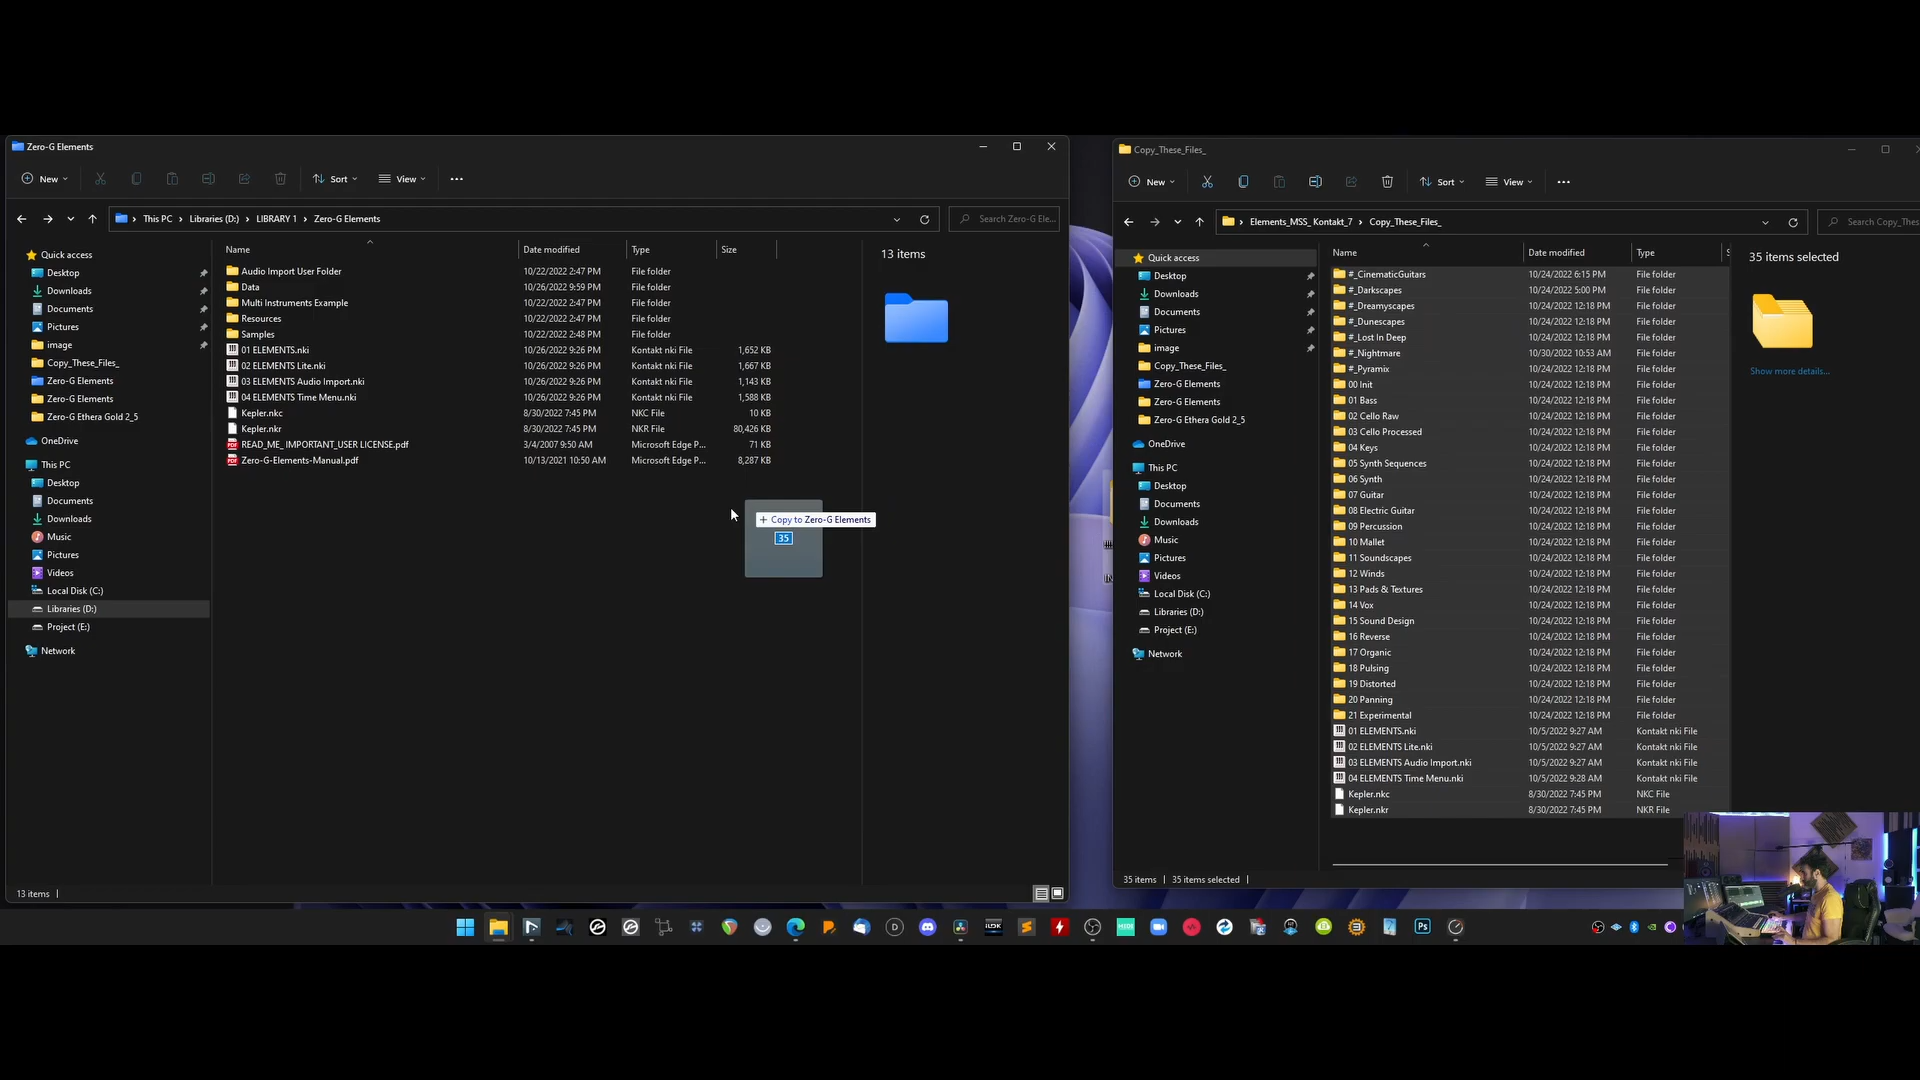 Zero-G Elements
New
Sort
View
This PC > Libraries (D:) > LIBRARY 1 > Zero-G Elements
Search Zero-G Ele...
Quick access
Desktop
Downloads
Documents
Pictures
image
Copy_These_Files_
Zero-G Elements
Zero-G Elements
Zero-G Ethera Gold 2_5
OneDrive
This PC
Desktop
Documents
Downloads
Music
Pictures
Videos
Local Disk (C:)
Libraries (D:)
Project (E:)
Network
Name Date modified Type Size
Audio Import User Folder 10/22/2022 2:47 PM File folder
Data 10/26/2022 9:59 PM File folder
Multi Instruments Example 10/22/2022 2:47 PM File folder
Resources 10/22/2022 2:47 PM File folder
Samples 10/22/2022 2:48 PM File folder
01 ELEMENTS.nki 10/26/2022 9:26 PM Kontakt nki File 1,652 KB
02 ELEMENTS Lite.nki 10/26/2022 9:26 PM Kontakt nki File 1,667 KB
03 ELEMENTS Audio Import.nki 10/26/2022 9:26 PM Kontakt nki File 1,143 KB
04 ELEMENTS Time Menu.nki 10/26/2022 9:26 PM Kontakt nki File 1,588 KB
Kepler.nkc 8/30/2022 7:45 PM NKC File 10 KB
Kepler.nkr 8/30/2022 7:45 PM NKR File 80,426 KB
READ_ME_ IMPORTANT_USER LICENSE.pdf 3/4/2007 9:50 AM Microsoft Edge P... 71 KB
Zero-G-Elements-Manual.pdf 10/13/2021 10:50 AM Microsoft Edge P... 8,287 KB
13 items
+ Copy to Zero-G Elements
35
13 items
Copy_These_Files_
New
Sort
View
Elements_MSS_ Kontakt_7 > Copy_These_Files_
Search Copy_Thes
Quick access
Desktop
Downloads
Documents
Pictures
image
Copy_These_Files_
Zero-G Elements
Zero-G Elements
Zero-G Ethera Gold 2_5
OneDrive
This PC
Desktop
Documents
Downloads
Music
Pictures
Videos
Local Disk (C:)
Libraries (D:)
Project (E:)
Network
Name Date modified Type
#_CinematicGuitars 10/24/2022 6:15 PM File folder
#_Darkscapes 10/24/2022 5:00 PM File folder
#_Dreamyscapes 10/24/2022 12:18 PM File folder
#_Dunescapes 10/24/2022 12:18 PM File folder
#_Lost In Deep 10/24/2022 12:18 PM File folder
#_Nightmare 10/30/2022 10:53 AM File folder
#_Pyramix 10/24/2022 12:18 PM File folder
00 Init 10/24/2022 12:18 PM File folder
01 Bass 10/24/2022 12:18 PM File folder
02 Cello Raw 10/24/2022 12:18 PM File folder
03 Cello Processed 10/24/2022 12:18 PM File folder
04 Keys 10/24/2022 12:18 PM File folder
05 Synth Sequences 10/24/2022 12:18 PM File folder
06 Synth 10/24/2022 12:18 PM File folder
07 Guitar 10/24/2022 12:18 PM File folder
08 Electric Guitar 10/24/2022 12:18 PM File folder
09 Percussion 10/24/2022 12:18 PM File folder
10 Mallet 10/24/2022 12:18 PM File folder
11 Soundscapes 10/24/2022 12:18 PM File folder
12 Winds 10/24/2022 12:18 PM File folder
13 Pads & Textures 10/24/2022 12:18 PM File folder
14 Vox 10/24/2022 12:18 PM File folder
15 Sound Design 10/24/2022 12:18 PM File folder
16 Reverse 10/24/2022 12:18 PM File folder
17 Organic 10/24/2022 12:18 PM File folder
18 Pulsing 10/24/2022 12:18 PM File folder
19 Distorted 10/24/2022 12:18 PM File folder
20 Panning 10/24/2022 12:18 PM File folder
21 Experimental 10/24/2022 12:18 PM File folder
01 ELEMENTS.nki 10/5/2022 9:27 AM Kontakt nki File
02 ELEMENTS Lite.nki 10/5/2022 9:27 AM Kontakt nki File
03 ELEMENTS Audio Import.nki 10/5/2022 9:27 AM Kontakt nki File
04 ELEMENTS Time Menu.nki 10/5/2022 9:28 AM Kontakt nki File
Kepler.nkc 8/30/2022 7:45 PM NKC File
Kepler.nkr 8/30/2022 7:45 PM NKR File
35 items selected
Show more details...
35 items 35 items selected
D
Ps